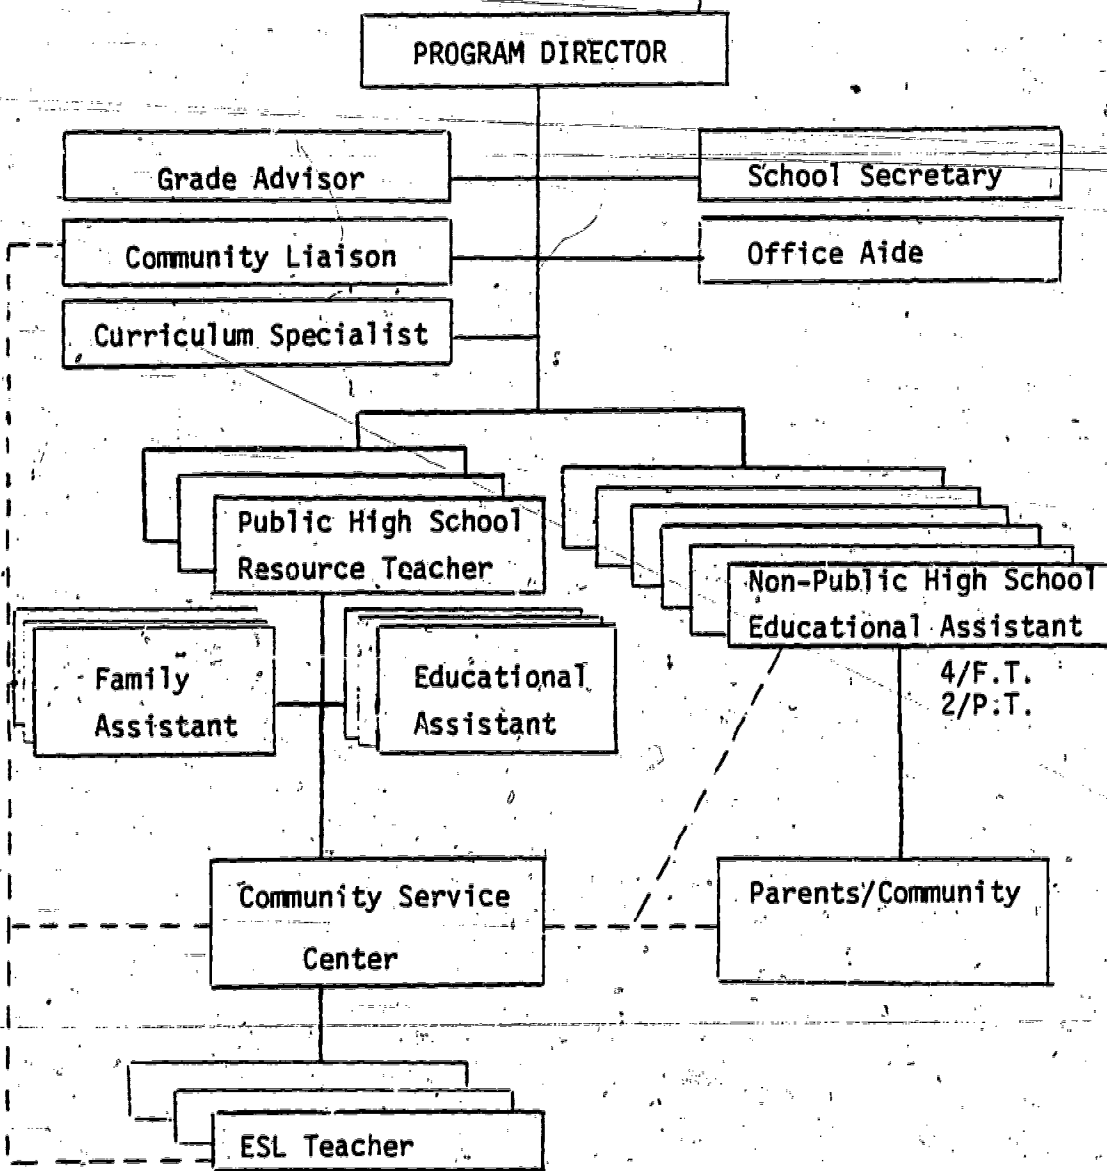 PROGRAM DIRECTOR
Grade Advisor
School Secretary
Community Liaison
Office Aide
Curriculum Specialist
Public High School
Resource Teacher
Non-Public High School
Educational Assistant
4/F.T.
2/P.T.
Family
Assistant
Educational
Assistant
Community Service
Center
Parents/Community
ESL Teacher